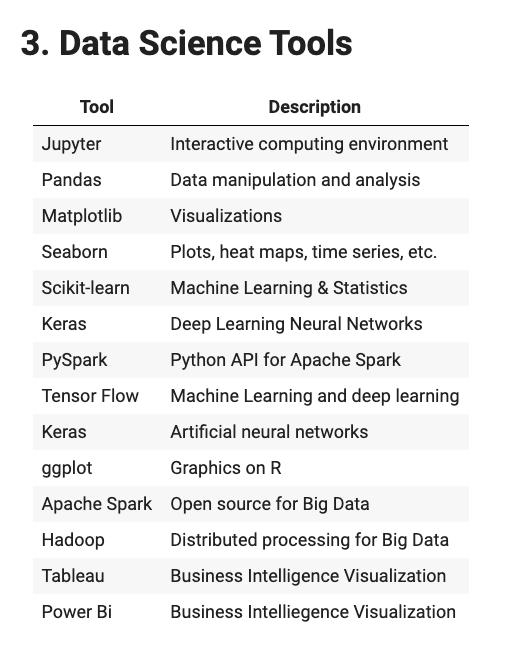 3. Data Science Tools
Tool Description
Jupyter Interactive computing environment
Pandas Data manipulation and analysis
Matplotlib Visualizations
Seaborn Plots, heat maps, time series, etc.
Scikit-learn Machine Learning & Statistics
Keras Deep Learning Neural Networks
PySpark Python API for Apache Spark
Tensor Flow Machine Learning and deep learning
Keras Artificial neural networks
ggplot Graphics on R
Apache Spark Open source for Big Data
Hadoop Distributed processing for Big Data
Tableau Business Intelligence Visualization
Power Bi Business Intelliegence Visualization